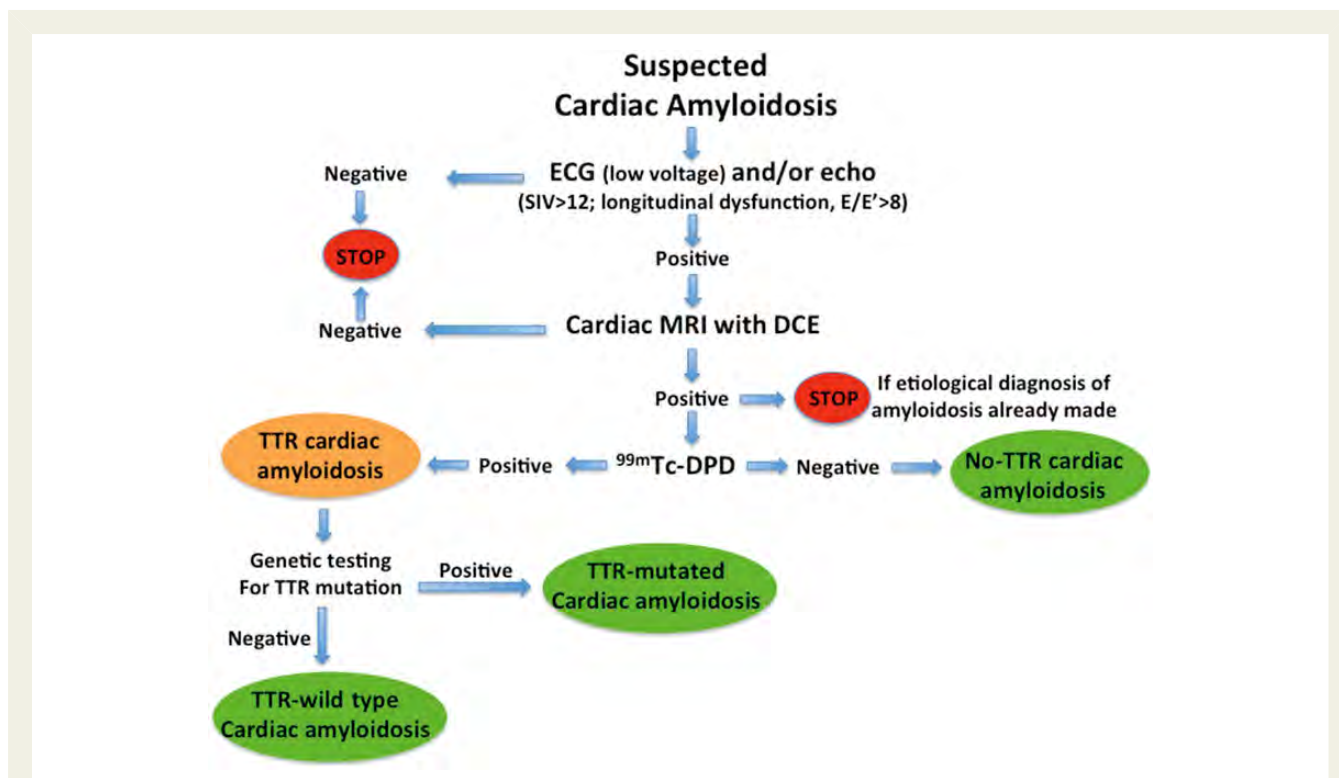 Suspected
Cardiac Amyloidosis
Negative
ECG (low voltage) and/or echo
(SIV>12; longitudinal dysfunction, E/E'>8)
STOP
Positive
Negative
Cardiac MRI with DCE
Positive
STOP
If etiological diagnosis of
amyloidosis already made
TTR cardiac
amyloidosis
Positive
99mTc-DPD
Negative
No-TTR cardiac
amyloidosis
Genetic testing
For TTR mutation
Positive
TTR-mutated
Cardiac amyloidosis
Negative
TTR-wild type
Cardiac amyloidosis